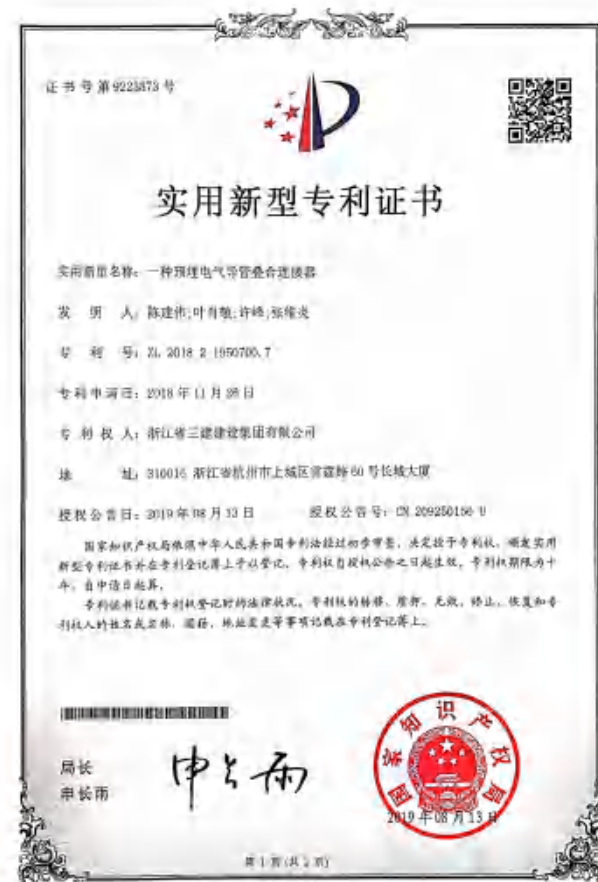 证书号第9225873号
实用新型专利证书
实用新型名称：一种预埋电气导管叠合连接器
发 明 人：陈建伟;叶肖敏;许峰;张维炎
专 利 号：ZL 2018 2 1950700.7
专利申请日：2018年11月26日
专 利 权 人：浙江省三建建设集团有限公司
地 址：310016 浙江省杭州市上城区雷霆路60号长城大厦
授权公告日：2019年08月13日 授权公告号：CN 209250156 U
国家知识产权局依照中华人民共和国专利法经过初步审查，决定授予专利权，颁发实用
新型专利证书并在专利登记簿上予以登记。专利权自授权公告之日起生效。专利权期限为十
年，自申请日起算。
专利证书记载专利权登记时的法律状况。专利权的转移、质押、无效、终止、恢复和专
利权人的姓名或名称、国籍、地址变更等事项记载在专利登记簿上。
局长
申长雨
申长雨
国家知识产权局
2019年08月13日
第1页(共2页)